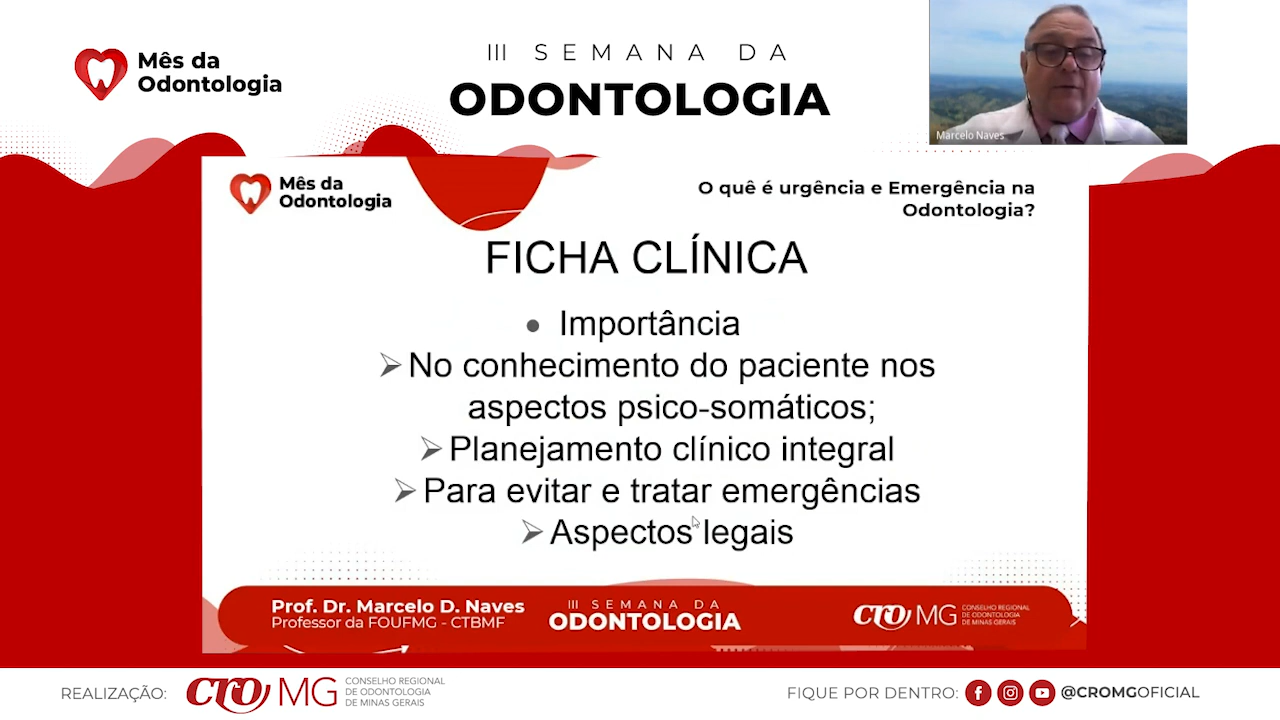 Mês da
Odontologia
III SEMANA DA
ODONTOLOGIA
Marcelo Naves
Mês da
Odontologia
O quê é urgência e Emergência na
Odontologia?
FICHA CLÍNICA
• Importância
➢ No conhecimento do paciente nos
aspectos psico-somáticos;
➢ Planejamento clínico integral
➢ Para evitar e tratar emergências
➢ Aspectos legais
Prof. Dr. Marcelo D. Naves
Professor da FOUFMG - CTBMF
III SEMANA DA
ODONTOLOGIA
CRO MG
CONSELHO REGIONAL
DE ODONTOLOGIA
DE MINAS GERAIS
REALIZAÇÃO:
CRO MG
CONSELHO REGIONAL
DE ODONTOLOGIA
DE MINAS GERAIS
FIQUE POR DENTRO:
@CROMGOFICIAL